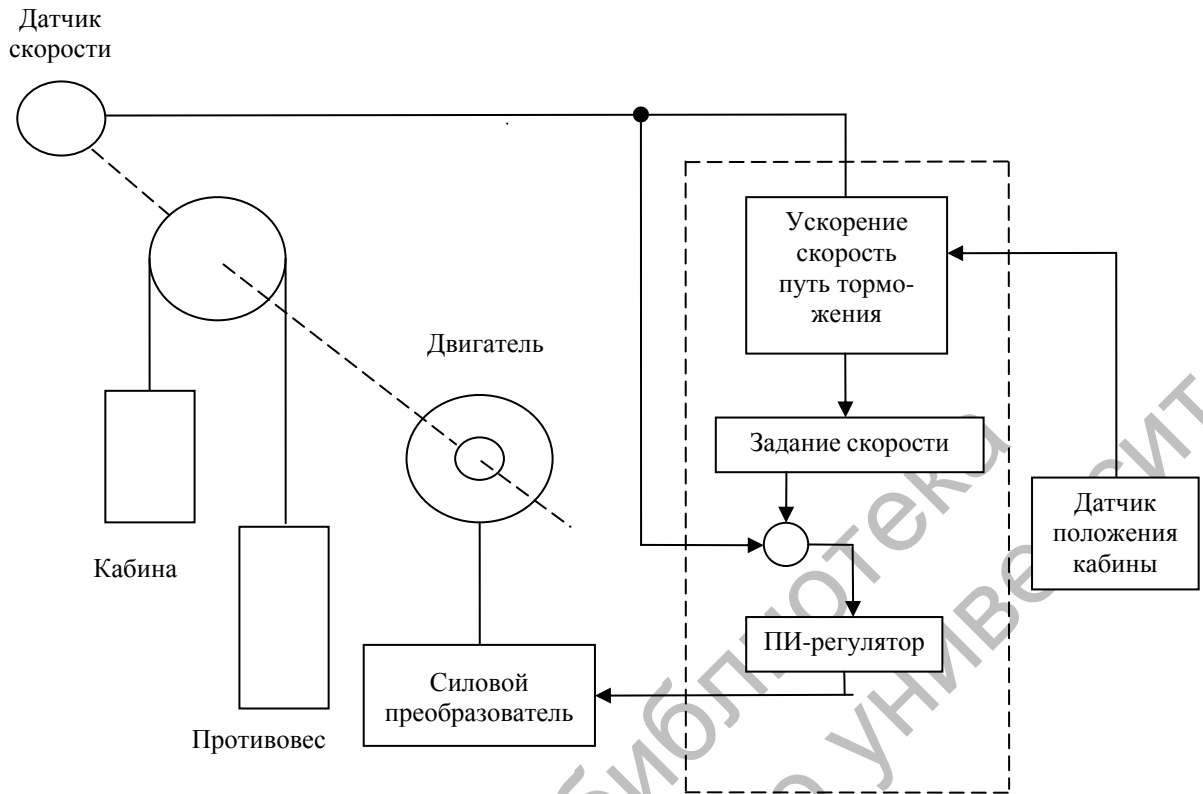 Датчик
скорости
Ускорение
скорость
путь тормо-
жения
Двигатель
Задание скорости
Датчик
положения
кабины
Кабина
ПИ-регулятор
Силовой
преобразователь
Противовес
библиотека